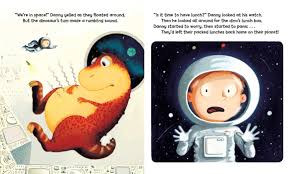 "We're in space!" Danny yelled as they floated around.
But the dinosaur's tum made a rumbling sound.
"Is it time to have lunch?" Danny looked at his watch.
Then he looked all around for the dino's lunch box.
Danny started to worry, then started to panic . . .
They'd left their packed lunches back home on their planet!